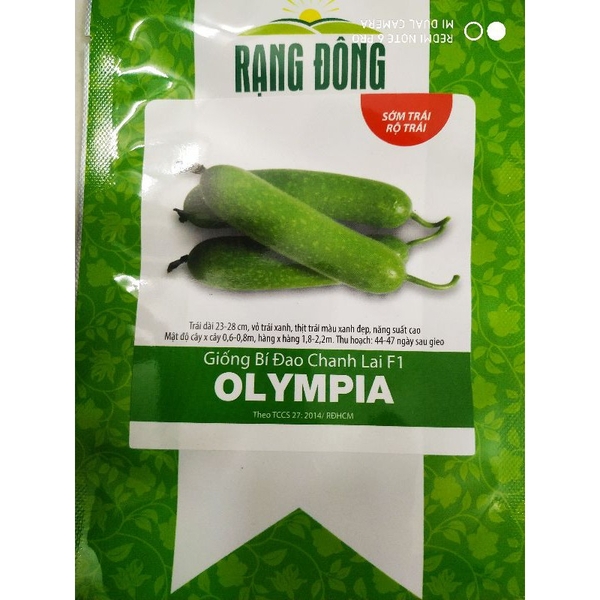 REDMI NOTE 6 PRO
MI DUAL CAMERA
RẠNG ĐÔNG
SỚM TRÁI
RỘ TRÁI
Trái dài 23-28 cm, vỏ trái xanh, thịt trái màu xanh đẹp, năng suất cao
Mật độ cây x cây 0,6-0,8m, hàng x hàng 1,8-2,2m. Thu hoạch: 44-47 ngày sau gieo
Giống Bí Đao Chanh Lai F1
OLYMPIA
Theo TCCS 27: 2014/ RĐHCM